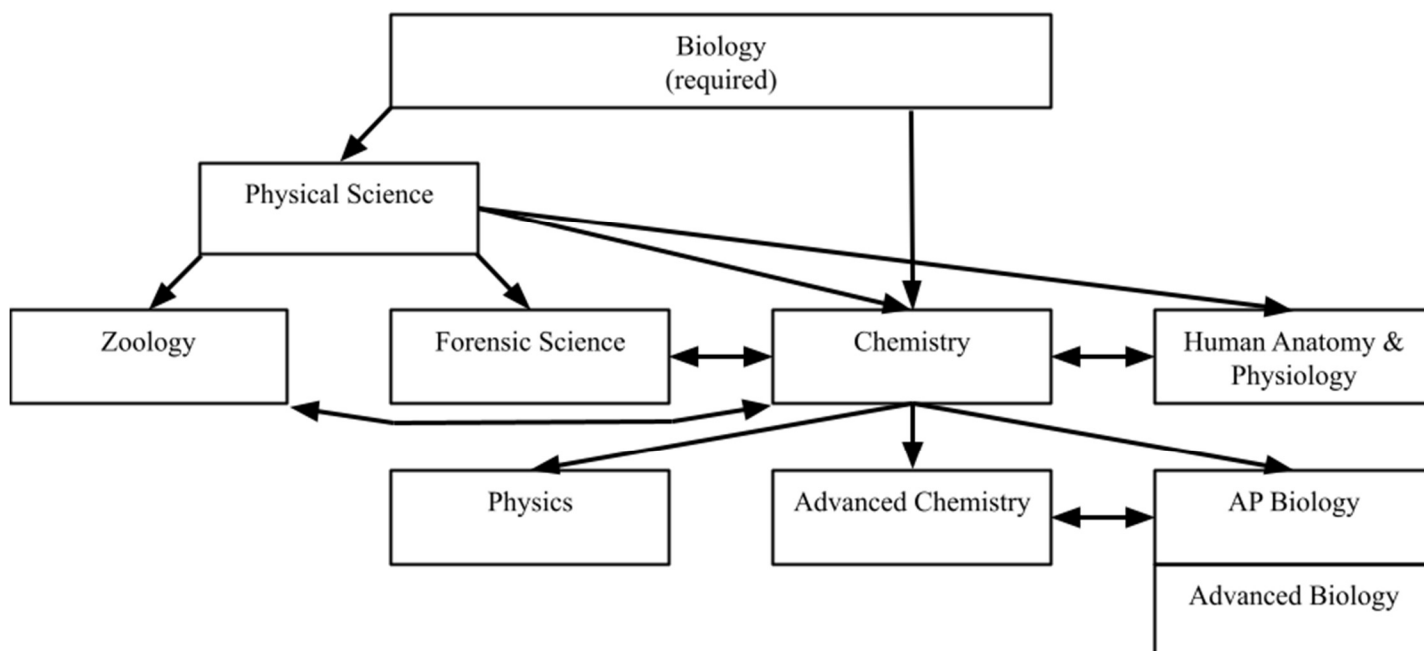 Biology
(required)
Physical Science
Zoology
Forensic Science
Chemistry
Human Anatomy &
Physiology
Physics
Advanced Chemistry
AP Biology
Advanced Biology